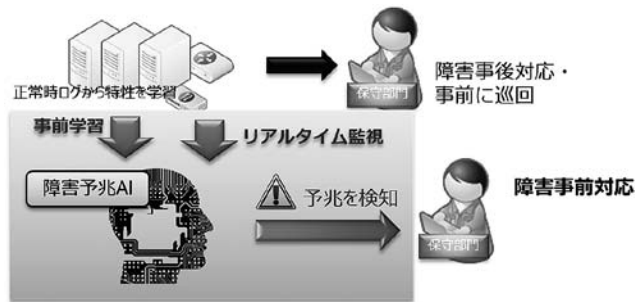 正常時ログから特性を学習
保守部門
障害事後対応・
事前に巡回
事前学習
リアルタイム監視
障害予兆AI
予兆を検知
保守部門
障害事前対応